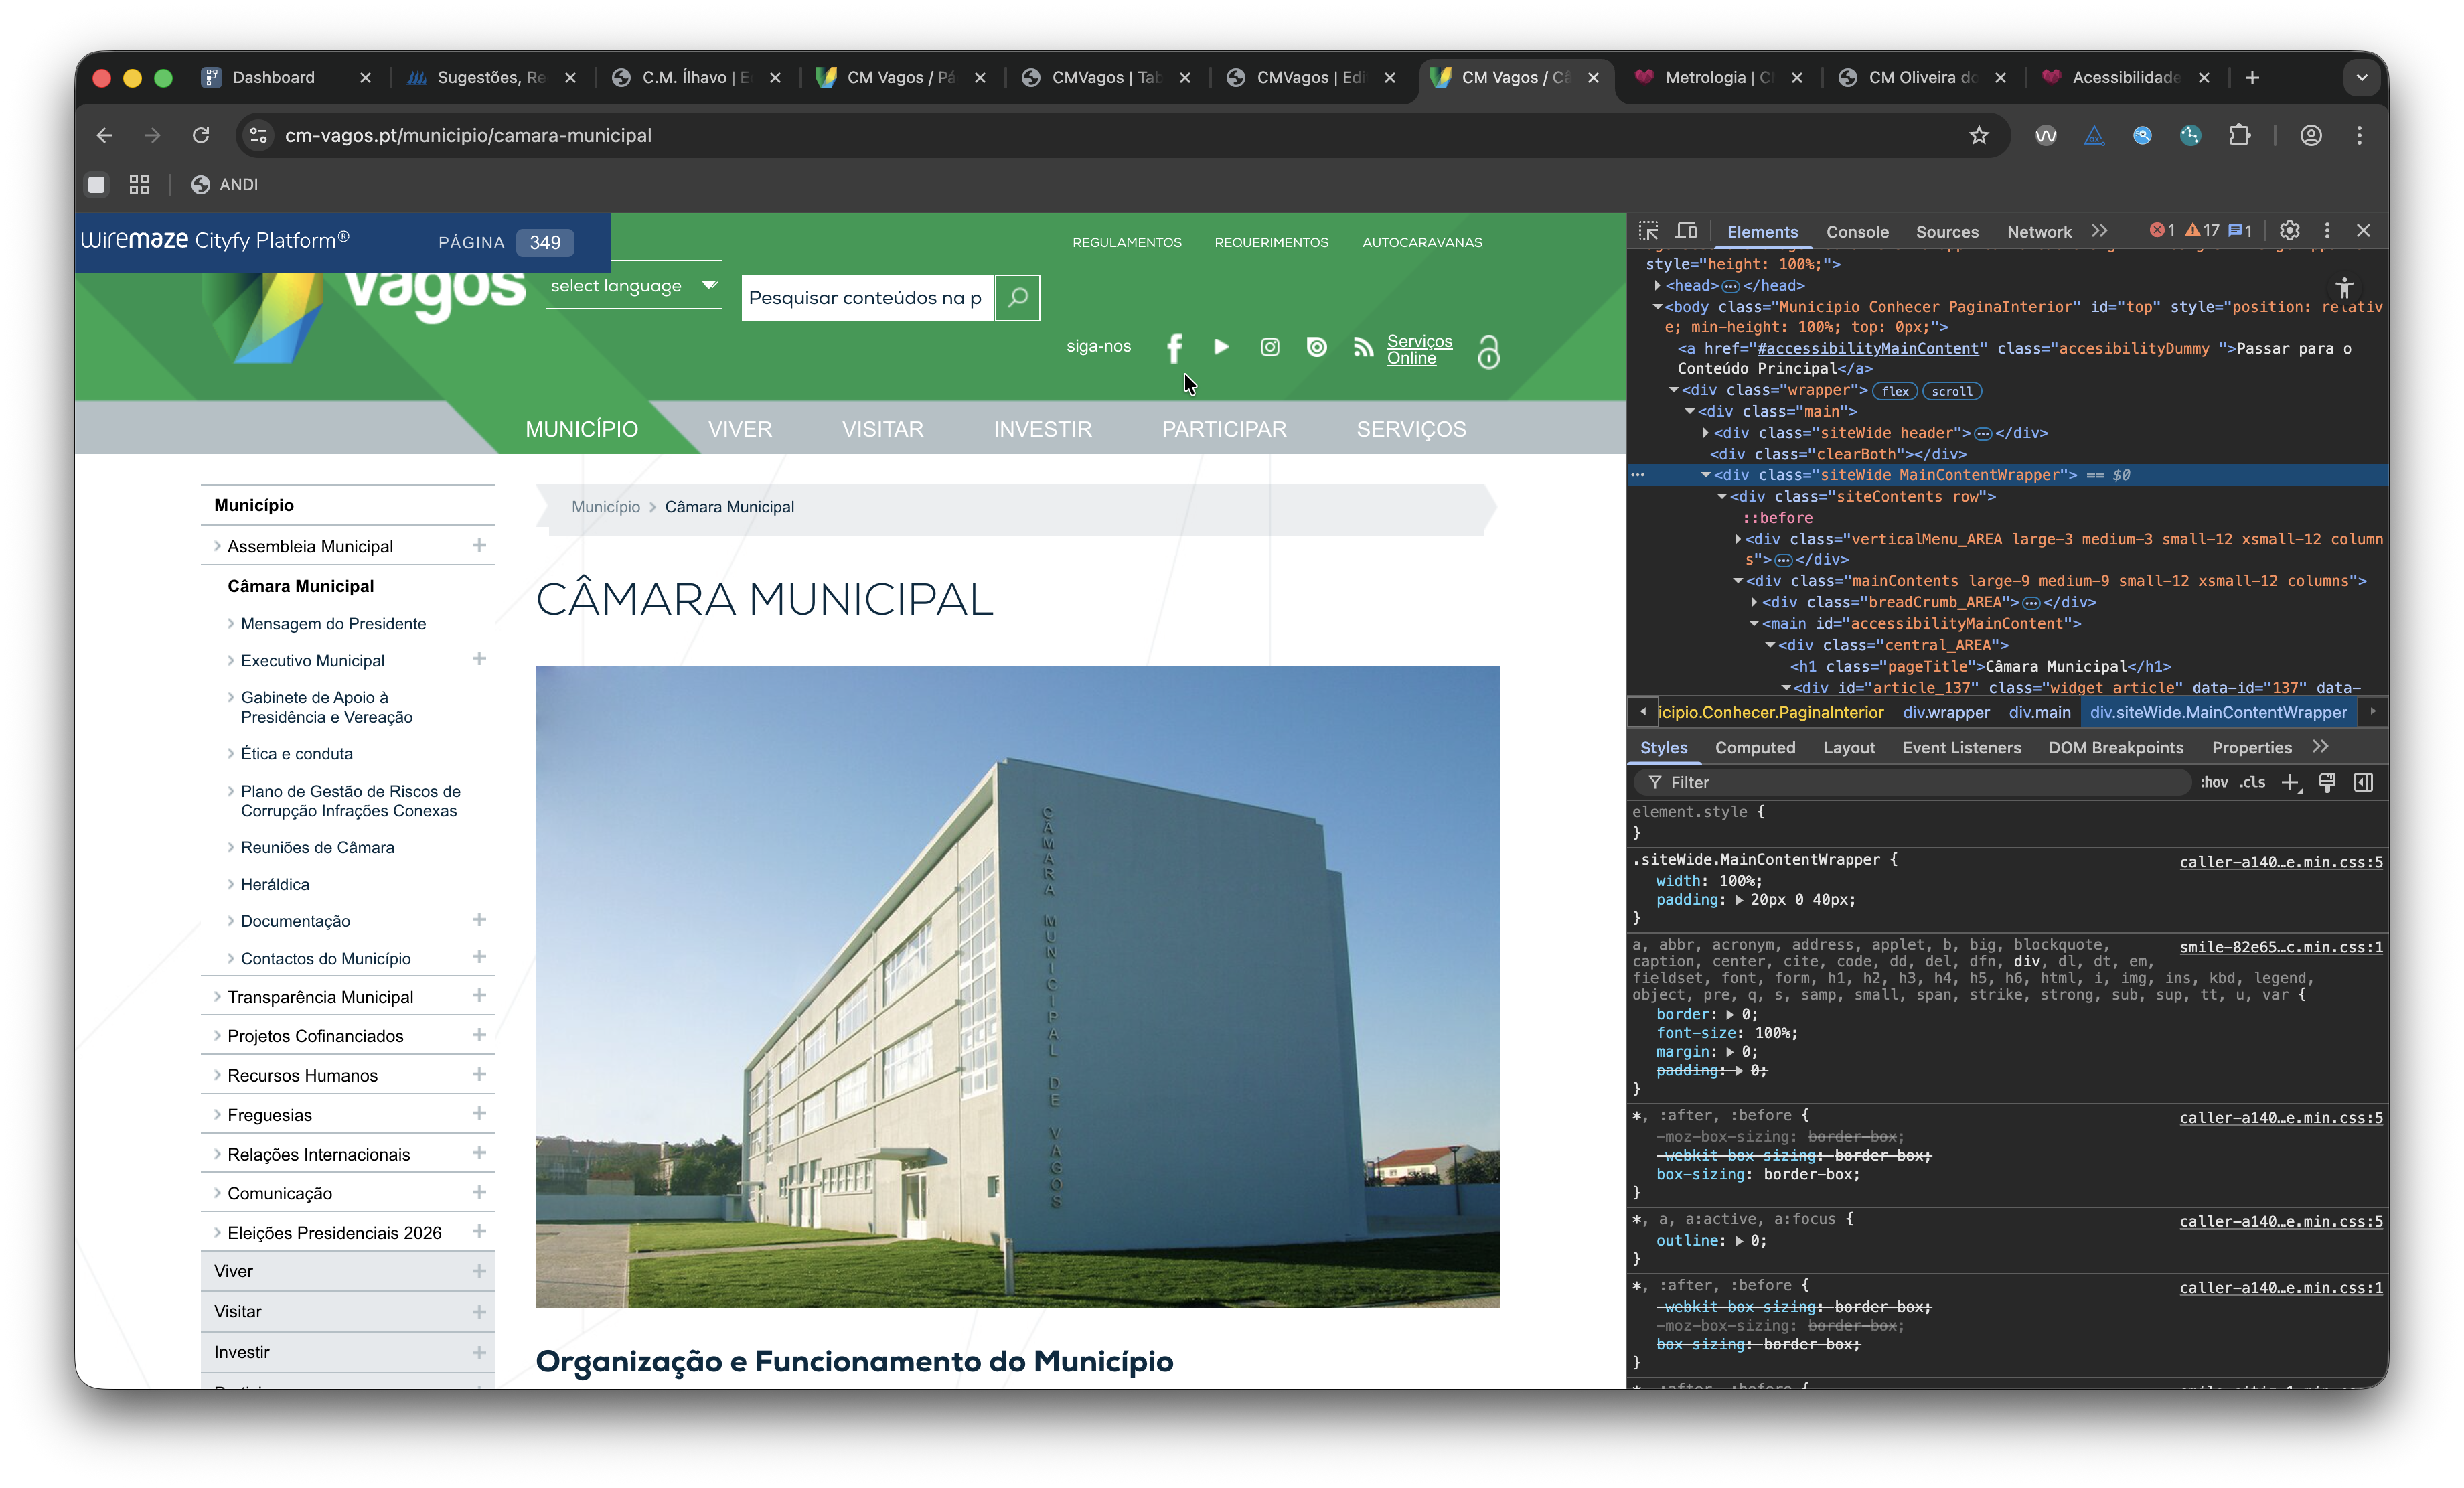 Dashboard
Sugestões, Re
C.M. Ílhavo | E
CM Vagos / Pá
CMVagos | Tab
CMVagos | Edi
CM Vagos / Câ
Metrologia | C
CM Oliveira do
Acessibilidade
cm-vagos.pt/municipio/camara-municipal
ANDI
wiremaze Cityfy Platform®
PÁGINA 349
REGULAMENTOS
REQUERIMENTOS
AUTOCARAVANAS
vagos
select language
Pesquisar conteúdos na p
siga-nos
Serviços
Online
MUNICÍPIO
VIVER
VISITAR
INVESTIR
PARTICIPAR
SERVIÇOS
Município
Assembleia Municipal
Câmara Municipal
Mensagem do Presidente
Executivo Municipal
Gabinete de Apoio à
Presidência e Vereação
Ética e conduta
Plano de Gestão de Riscos de
Corrupção Infrações Conexas
Reuniões de Câmara
Heráldica
Documentação
Contactos do Município
Transparência Municipal
Projetos Cofinanciados
Recursos Humanos
Freguesias
Relações Internacionais
Comunicação
Eleições Presidenciais 2026
Viver
Visitar
Investir
Município > Câmara Municipal
CÂMARA MUNICIPAL
CÂMARA MUNICIPAL DE VAGOS
Organização e Funcionamento do Município
Elements
Console
Sources
Network
1
17
1
style="height: 100%;">
<head>…</head>
<body class="Municipio Conhecer PaginaInterior" id="top" style="position: relativ
e; min-height: 100%; top: 0px;">
<a href="#accessibilityMainContent" class="accesibilityDummy ">Passar para o
Conteúdo Principal</a>
<div class="wrapper"> flex scroll
<div class="main">
<div class="siteWide header">…</div>
<div class="clearBoth"></div>
<div class="siteWide MainContentWrapper"> == $0
<div class="siteContents row">
::before
<div class="verticalMenu_AREA large-3 medium-3 small-12 xsmall-12 column
s">…</div>
<div class="mainContents large-9 medium-9 small-12 xsmall-12 columns">
<div class="breadCrumb_AREA">…</div>
<main id="accessibilityMainContent">
<div class="central_AREA">
<h1 class="pageTitle">Câmara Municipal</h1>
<div id="article_137" class="widget article" data-id="137" data-
icipio.Conhecer.PaginaInterior
div.wrapper
div.main
div.siteWide.MainContentWrapper
Styles
Computed
Layout
Event Listeners
DOM Breakpoints
Properties
Filter
:hov
.cls
element.style {
}
.siteWide.MainContentWrapper {
caller-a140…e.min.css:5
width: 100%;
padding: 20px 0 40px;
}
a, abbr, acronym, address, applet, b, big, blockquote,
smile-82e65…c.min.css:1
caption, center, cite, code, dd, del, dfn, div, dl, dt, em,
fieldset, font, form, h1, h2, h3, h4, h5, h6, html, i, img, ins, kbd, legend,
object, pre, q, s, samp, small, span, strike, strong, sub, sup, tt, u, var {
border: 0;
font-size: 100%;
margin: 0;
padding: 0;
}
*, :after, :before {
caller-a140…e.min.css:5
-moz-box-sizing: border-box;
-webkit-box-sizing: border-box;
box-sizing: border-box;
}
*, a, a:active, a:focus {
caller-a140…e.min.css:5
outline: 0;
}
*, :after, :before {
caller-a140…e.min.css:1
-webkit-box-sizing: border-box;
-moz-box-sizing: border-box;
box-sizing: border-box;
}
*, :after, :before {